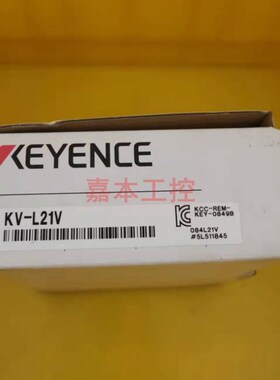 KEYENCE
嘉本工控
KV-L21V
KCC-REM-
KEY-0849B
084L21V
#5L511845